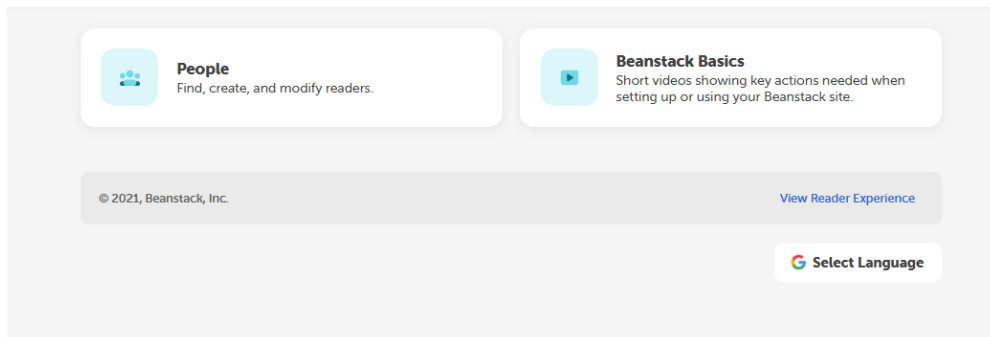 People
Find, create, and modify readers.
Beanstack Basics
Short videos showing key actions needed when
setting up or using your Beanstack site.
© 2021, Beanstack, Inc.
View Reader Experience
Select Language